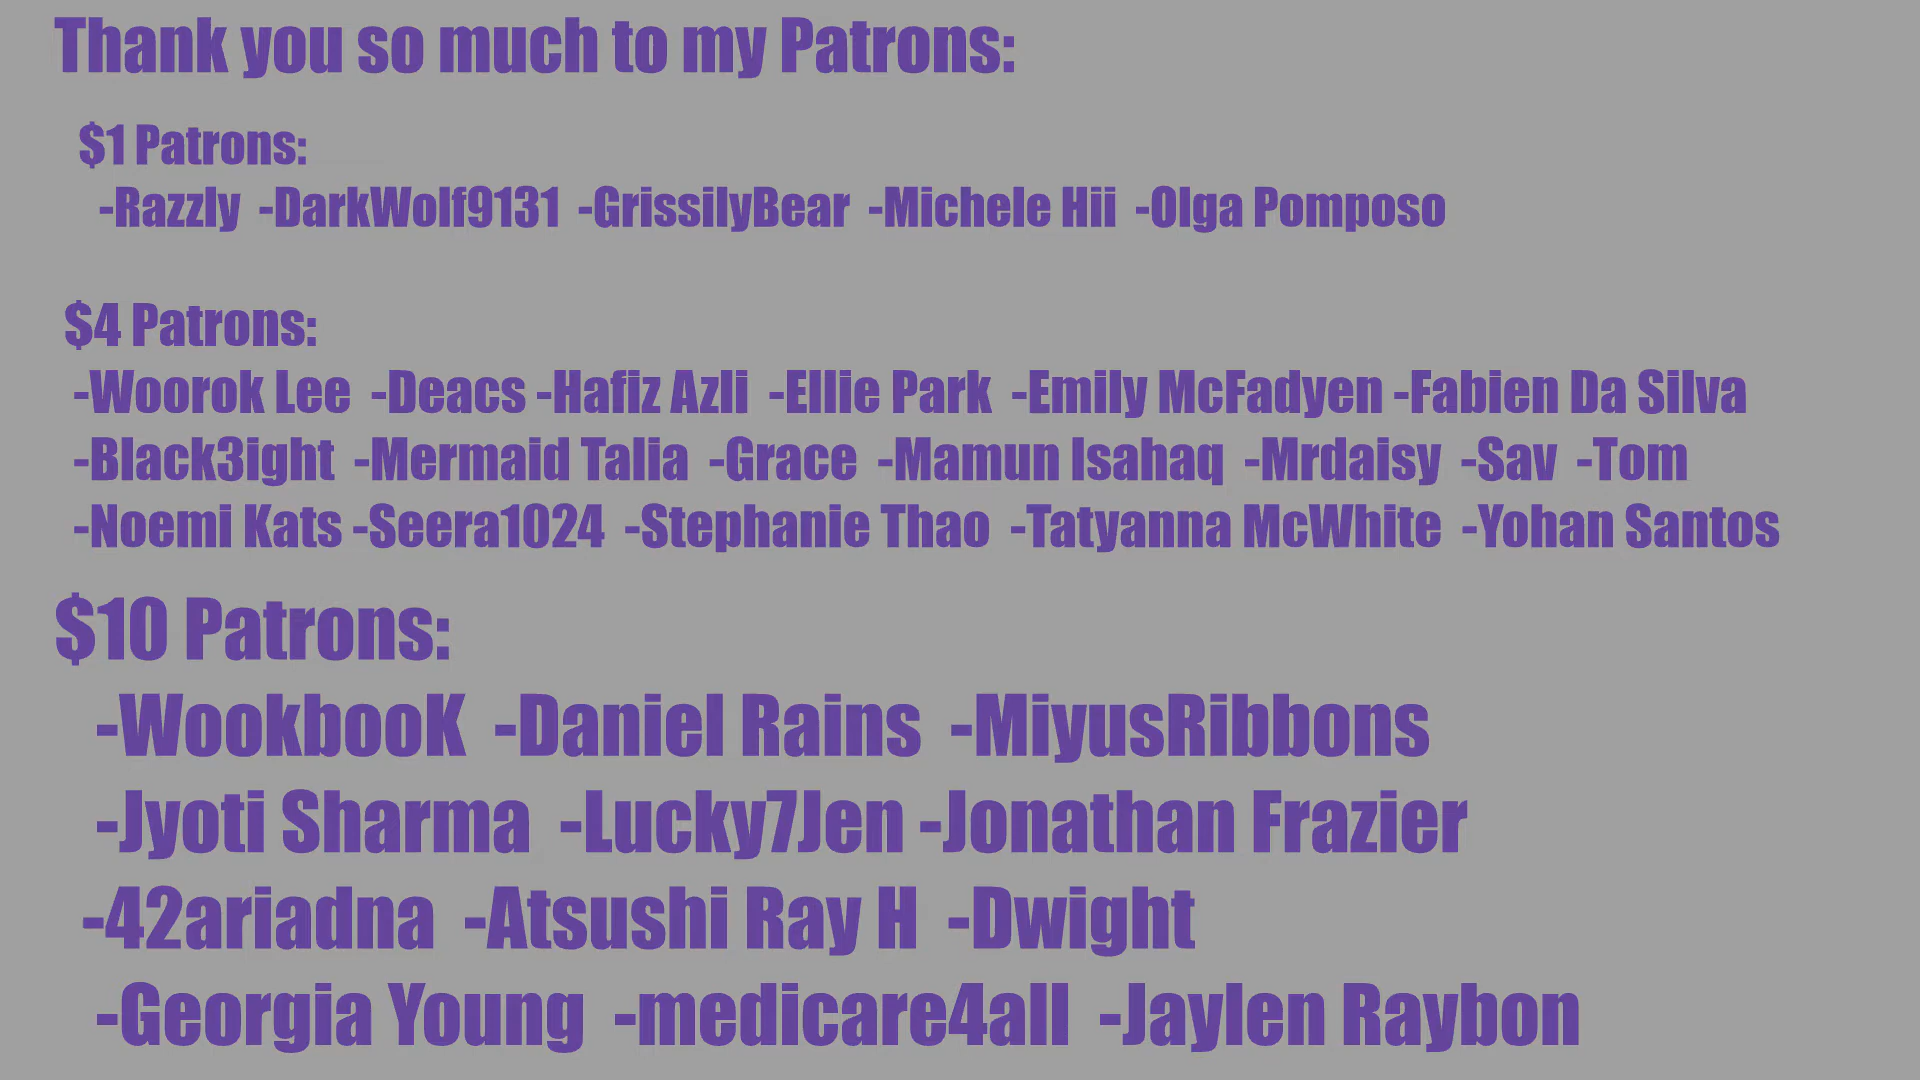 Thank you so much to my Patrons:
$1 Patrons:
-Razzly -DarkWolf9131 -GrissilyBear -Michele Hii -Olga Pomposo
$4 Patrons:
-Woorok Lee -Deacs -Hafiz Azli -Ellie Park -Emily McFadyen -Fabien Da Silva
-Black3ight -Mermaid Talia -Grace -Mamun Isahaq -Mrdaisy -Sav -Tom
-Noemi Kats -Seera1024 -Stephanie Thao -Tatyanna McWhite -Yohan Santos
$10 Patrons:
-WookbooK -Daniel Rains -MiyusRibbons
-Jyoti Sharma -Lucky7Jen -Jonathan Frazier
-42ariadna -Atsushi Ray H -Dwight
-Georgia Young -medicare4all -Jaylen Raybon